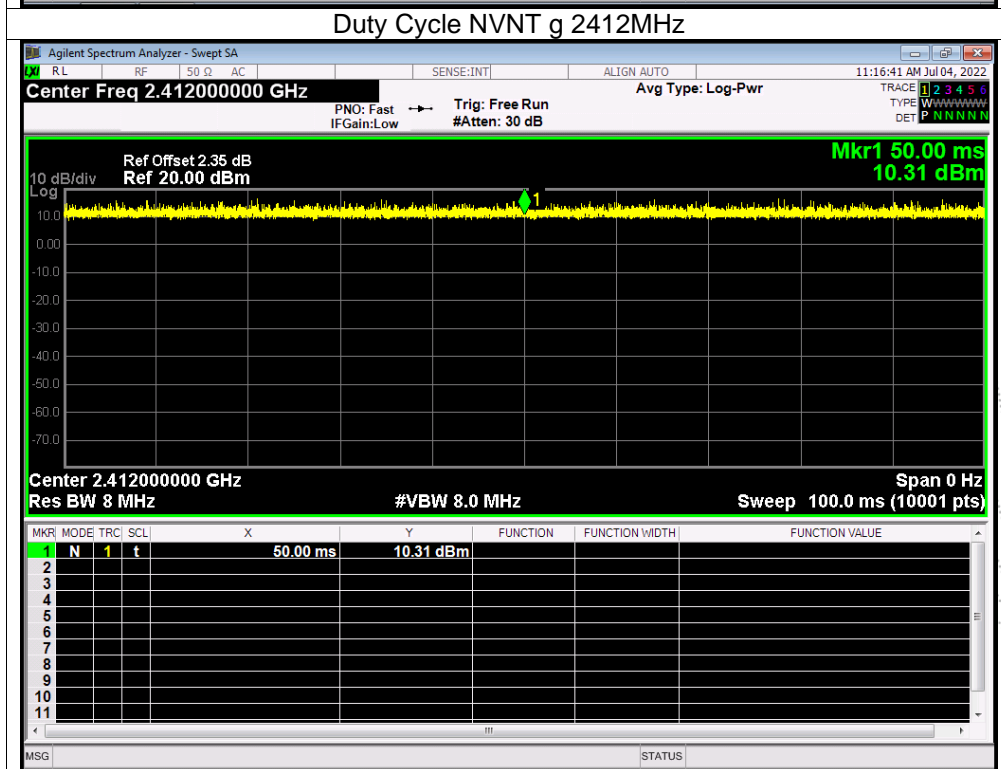 Duty Cycle NVNT g 2412MHz
Agilent Spectrum Analyzer - Swept SA
LXI RL RF 50 Ω AC SENSE:INT ALIGN AUTO 11:16:41 AM Jul 04, 2022
Center Freq 2.412000000 GHz Avg Type: Log-Pwr TRACE 1 2 3 4 5 6
PNO: Fast Trig: Free Run TYPE WWWWWW
IFGain:Low #Atten: 30 dB DET P N N N N N
Mkr1 50.00 ms
Ref Offset 2.35 dB
10 dB/div Ref 20.00 dBm 10.31 dBm
Log
1
10.0
0.00
-10.0
-20.0
-30.0
-40.0
-50.0
-60.0
-70.0
Center 2.412000000 GHz Span 0 Hz
Res BW 8 MHz #VBW 8.0 MHz Sweep 100.0 ms (10001 pts)
MKR MODE TRC SCL X Y FUNCTION FUNCTION WIDTH FUNCTION VALUE
1 N 1 t 50.00 ms 10.31 dBm
2
3
4
5
6
7
8
9
10
11
MSG STATUS